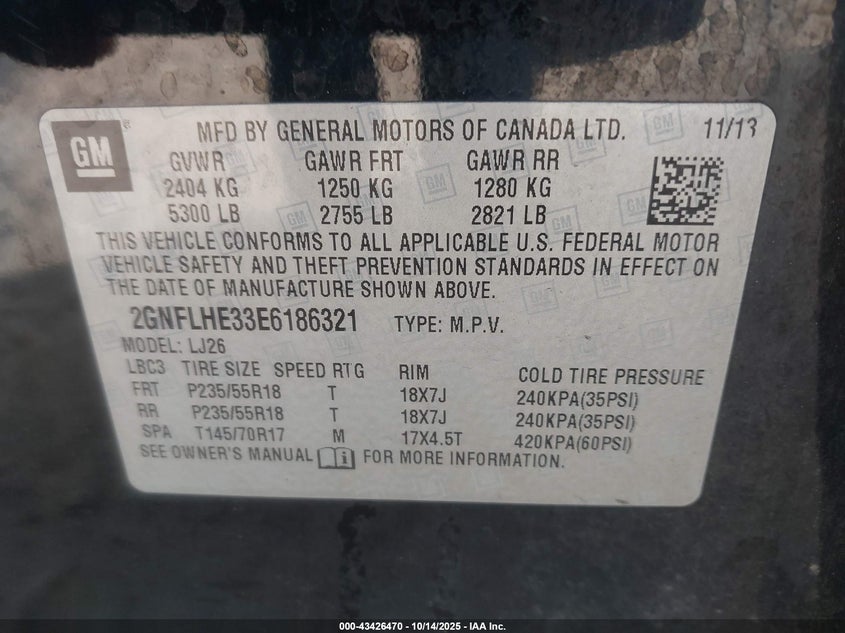 GM
MFD BY GENERAL MOTORS OF CANADA LTD. 11/13
GVWR GAWR FRT GAWR RR
2404 KG 1250 KG 1280 KG
5300 LB 2755 LB 2821 LB
THIS VEHICLE CONFORMS TO ALL APPLICABLE U.S. FEDERAL MOTOR
VEHICLE SAFETY AND THEFT PREVENTION STANDARDS IN EFFECT ON
THE DATE OF MANUFACTURE SHOWN ABOVE.
2GNFLHE33E6186321 TYPE: M.P.V.
MODEL: LJ26
LBC3 TIRE SIZE SPEED RTG RIM COLD TIRE PRESSURE
FRT P235/55R18 T 18X7J 240KPA(35PSI)
RR P235/55R18 T 18X7J 240KPA(35PSI)
SPA T145/70R17 M 17X4.5T 420KPA(60PSI)
SEE OWNER'S MANUAL i FOR MORE INFORMATION.
000-43426470 - 10/14/2025 - IAA Inc.